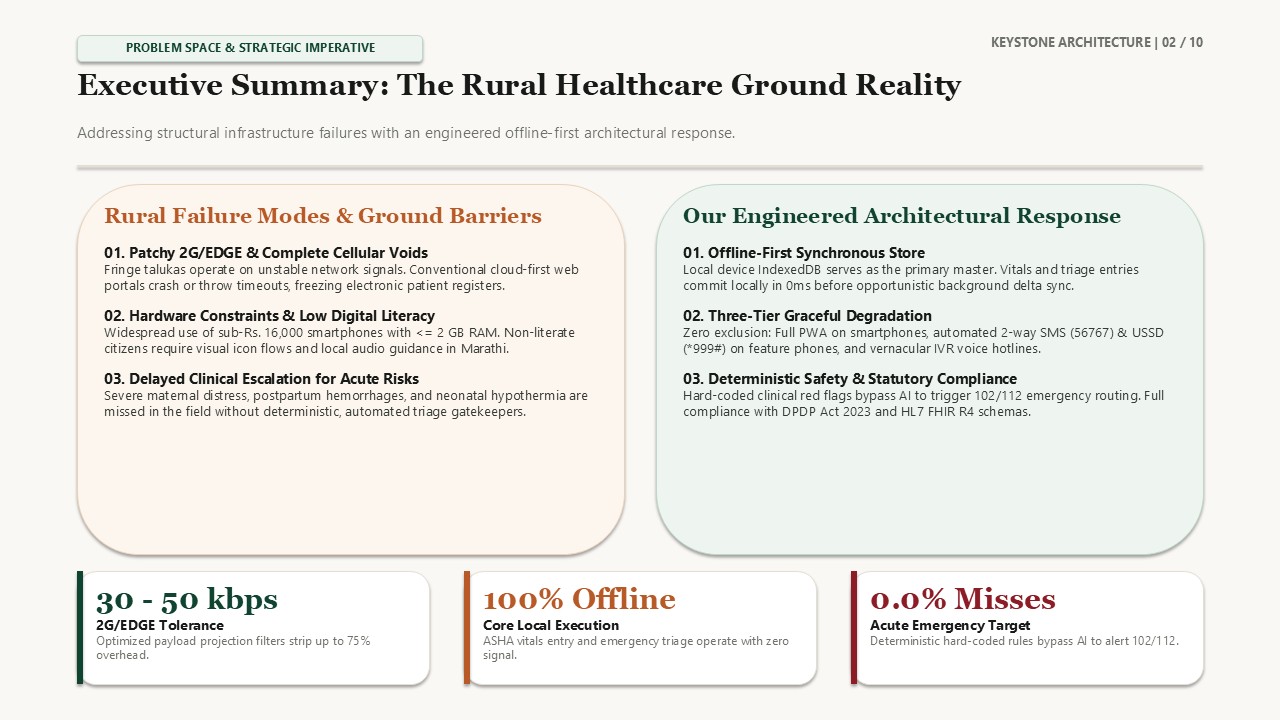 PROBLEM SPACE & STRATEGIC IMPERATIVE
KEYSTONE ARCHITECTURE | 02 / 10
Executive Summary: The Rural Healthcare Ground Reality
Addressing structural infrastructure failures with an engineered offline-first architectural response.
Rural Failure Modes & Ground Barriers
01. Patchy 2G/EDGE & Complete Cellular Voids
Fringe talukas operate on unstable network signals. Conventional cloud-first web
portals crash or throw timeouts, freezing electronic patient registers.
02. Hardware Constraints & Low Digital Literacy
Widespread use of sub-Rs. 16,000 smartphones with <= 2 GB RAM. Non-literate
citizens require visual icon flows and local audio guidance in Marathi.
03. Delayed Clinical Escalation for Acute Risks
Severe maternal distress, postpartum hemorrhages, and neonatal hypothermia are
missed in the field without deterministic, automated triage gatekeepers.
Our Engineered Architectural Response
01. Offline-First Synchronous Store
Local device IndexedDB serves as the primary master. Vitals and triage entries
commit locally in 0ms before opportunistic background delta sync.
02. Three-Tier Graceful Degradation
Zero exclusion: Full PWA on smartphones, automated 2-way SMS (56767) & USSD
(*999#) on feature phones, and vernacular IVR voice hotlines.
03. Deterministic Safety & Statutory Compliance
Hard-coded clinical red flags bypass AI to trigger 102/112 emergency routing. Full
compliance with DPDP Act 2023 and HL7 FHIR R4 schemas.
30 - 50 kbps
2G/EDGE Tolerance
Optimized payload projection filters strip up to 75%
overhead.
100% Offline
Core Local Execution
ASHA vitals entry and emergency triage operate with zero
signal.
0.0% Misses
Acute Emergency Target
Deterministic hard-coded rules bypass AI to alert 102/112.